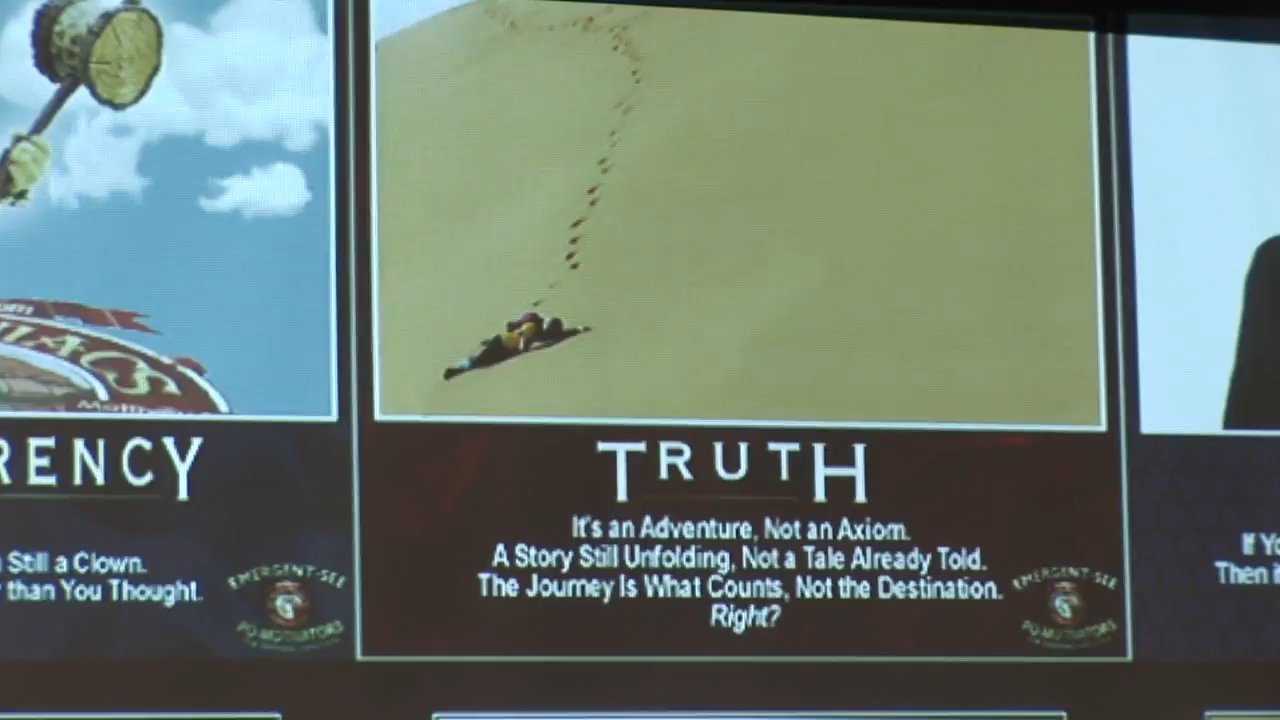 IACS
RENCY
Still a Clown.
than You Thought.
EMERGENT-SEE
PO-MOTIVATORS
TRUTH
It's an Adventure, Not an Axiom.
A Story Still Unfolding, Not a Tale Already Told.
The Journey Is What Counts, Not the Destination.
Right?
EMERGENT-SEE
PO-MOTIVATORS
If Yo
Then i